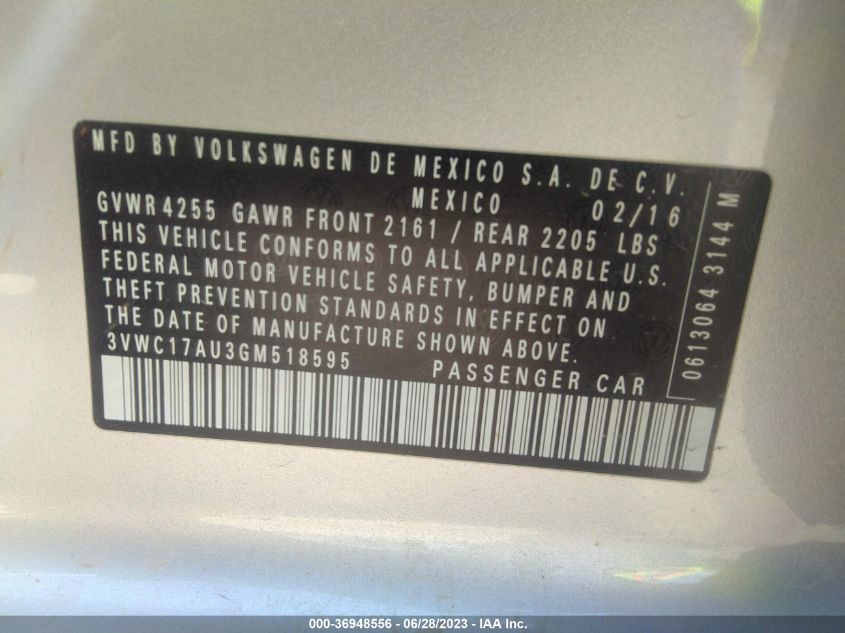 MFD BY VOLKSWAGEN DE MEXICO S.A. DE C.V.
MEXICO 02/16
GVWR 4255 GAWR FRONT 2161 / REAR 2205 LBS
THIS VEHICLE CONFORMS TO ALL APPLICABLE U.S.
FEDERAL MOTOR VEHICLE SAFETY, BUMPER AND
THEFT PREVENTION STANDARDS IN EFFECT ON
THE DATE OF MANUFACTURE SHOWN ABOVE.
3VWC17AU3GM518595 PASSENGER CAR
0613064 3144 M
000-36948556 - 06/28/2023 - IAA Inc.